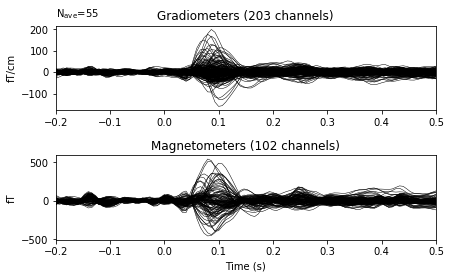 N_ave=55
Gradiometers (203 channels)
200
100
0
−100
fT/cm
−0.2 −0.1 0.0 0.1 0.2 0.3 0.4 0.5
Magnetometers (102 channels)
500
0
−500
fT
−0.2 −0.1 0.0 0.1 0.2 0.3 0.4 0.5
Time (s)